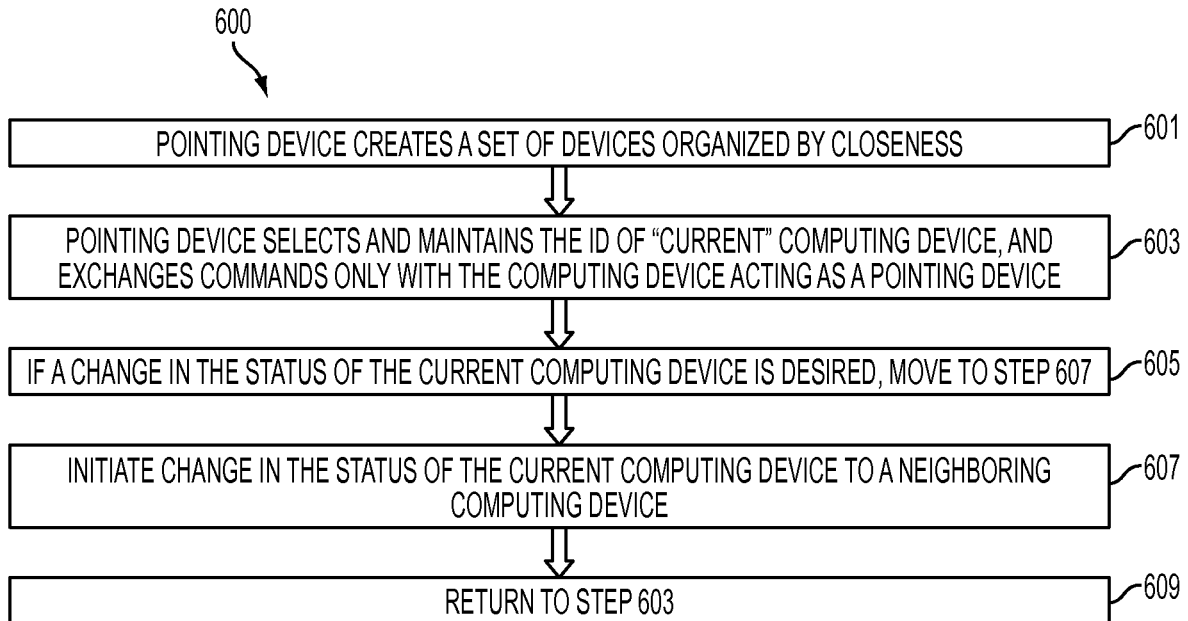 600
POINTING DEVICE CREATES A SET OF DEVICES ORGANIZED BY CLOSENESS
601
POINTING DEVICE SELECTS AND MAINTAINS THE ID OF “CURRENT” COMPUTING DEVICE, AND
EXCHANGES COMMANDS ONLY WITH THE COMPUTING DEVICE ACTING AS A POINTING DEVICE
603
IF A CHANGE IN THE STATUS OF THE CURRENT COMPUTING DEVICE IS DESIRED, MOVE TO STEP 607
605
INITIATE CHANGE IN THE STATUS OF THE CURRENT COMPUTING DEVICE TO A NEIGHBORING
COMPUTING DEVICE
607
RETURN TO STEP 603
609